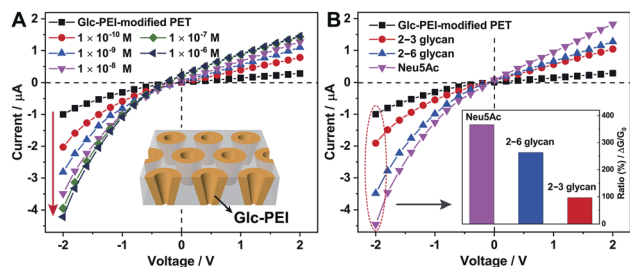 A
Glc-PEI-modified PET
1 × 10⁻¹⁰ M
1 × 10⁻⁷ M
1 × 10⁻⁹ M
1 × 10⁻⁶ M
1 × 10⁻⁸ M
Current / μA
2
1
0
-1
-2
-3
-4
-5
Glc-PEI
-2
-1
0
1
2
Voltage / V
B
Glc-PEI-modified PET
2–3 glycan
2–6 glycan
Neu5Ac
Current / μA
2
1
0
-1
-2
-3
-4
Neu5Ac
2–6 glycan
2–3 glycan
400
300
200
100
0
Ratio (%) / ΔG/G₀
-2
-1
0
1
2
Voltage / V